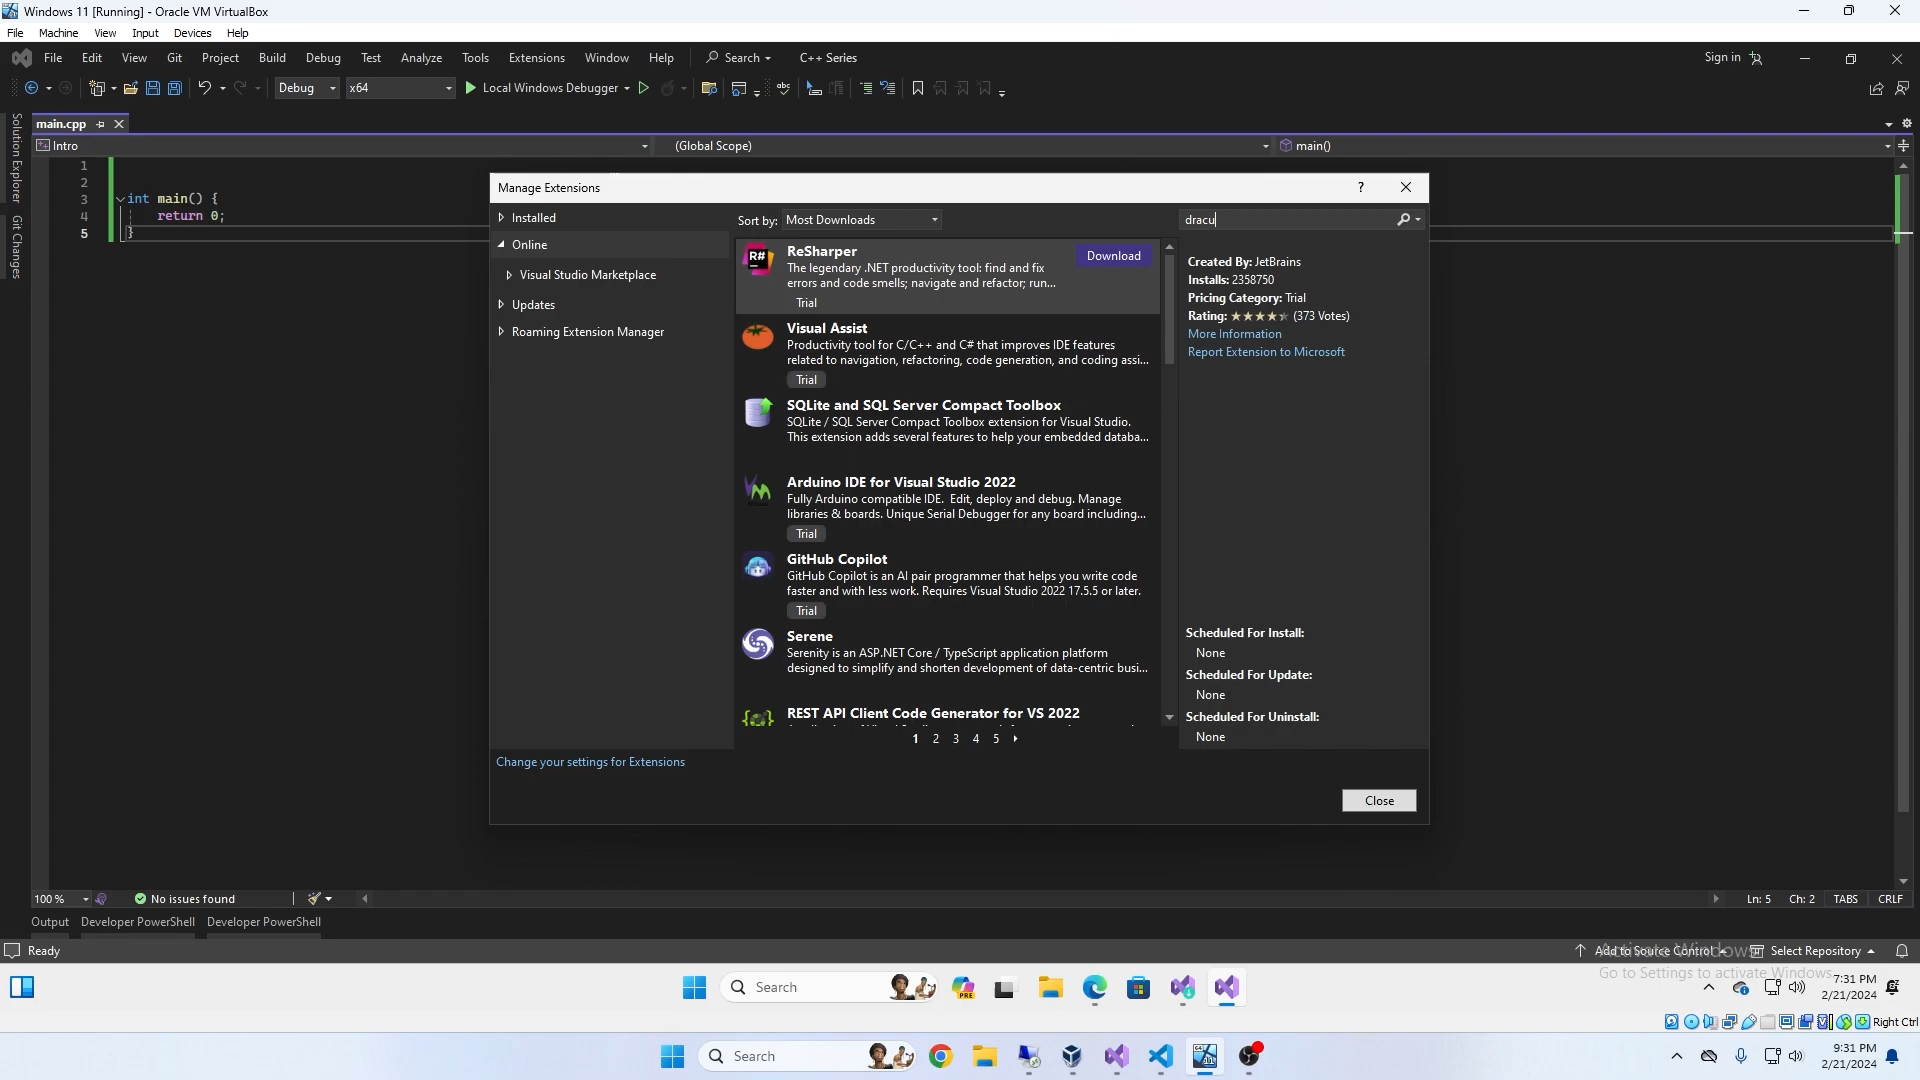 Windows 11 [Running] - Oracle VM VirtualBox
File Machine View Input Devices Help
File Edit View Git Project Build Debug Test Analyze Tools Extensions Window Help Search C++ Series Sign in
Debug x64 Local Windows Debugger
Solution Explorer
Git Changes
main.cpp
Intro (Global Scope) main()
1
2
3 int main() {
4 return 0;
5 }
Manage Extensions
Installed
Online
Visual Studio Marketplace
Updates
Roaming Extension Manager
Change your settings for Extensions
Sort by: Most Downloads
dracu
ReSharper
Download
The legendary .NET productivity tool: find and fix
errors and code smells; navigate and refactor; run...
Trial
Visual Assist
Productivity tool for C/C++ and C# that improves IDE features
related to navigation, refactoring, code generation, and coding assi...
Trial
SQLite and SQL Server Compact Toolbox
SQLite / SQL Server Compact Toolbox extension for Visual Studio.
This extension adds several features to help your embedded databa...
Arduino IDE for Visual Studio 2022
Fully Arduino compatible IDE. Edit, deploy and debug. Manage
libraries & boards. Unique Serial Debugger for any board including...
Trial
GitHub Copilot
GitHub Copilot is an AI pair programmer that helps you write code
faster and with less work. Requires Visual Studio 2022 17.5.5 or later.
Trial
Serene
Serenity is an ASP.NET Core / TypeScript application platform
designed to simplify and shorten development of data-centric busi...
REST API Client Code Generator for VS 2022
1 2 3 4 5
Created By: JetBrains
Installs: 2358750
Pricing Category: Trial
Rating: (373 Votes)
More Information
Report Extension to Microsoft
Scheduled For Install:
None
Scheduled For Update:
None
Scheduled For Uninstall:
None
Close
100 % No issues found Ln: 5 Ch: 2 TABS CRLF
Output Developer PowerShell Developer PowerShell
Ready Add to Source Control Select Repository
Activate Windows
Go to Settings to activate Windows.
Search
PRE
7:31 PM
2/21/2024
Right Ctrl
Search
9:31 PM
2/21/2024